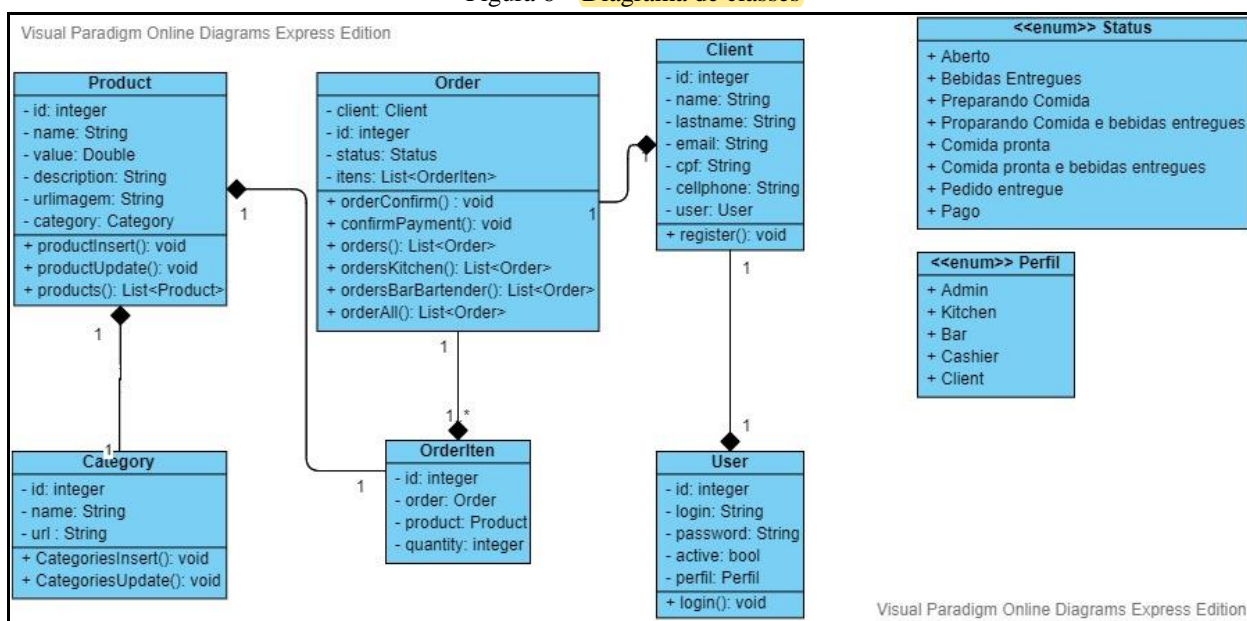 Visual Paradigm Online Diagrams Express Edition
Product
- id: integer
- name: String
- value: Double
- description: String
- urlimagem: String
- category: Category
+ productInsert(): void
+ productUpdate(): void
+ products(): List<Product>
1
1
Category
- id: integer
- name: String
- url : String
+ CategoriesInsert(): void
+ CategoriesUpdate(): void
Order
- client: Client
- id: integer
- status: Status
- itens: List<OrderIten>
+ orderConfirm() : void
+ confirmPayment(): void
+ orders(): List<Order>
+ ordersKitchen(): List<Order>
+ ordersBarBartender(): List<Order>
+ orderAll(): List<Order>
1
1
1
1..*
1
OrderIten
- id: integer
- order: Order
- product: Product
- quantity: integer
Client
- id: integer
- name: String
- lastname: String
- email: String
- cpf: String
- cellphone: String
- user: User
+ register(): void
1
1
1
User
- id: integer
- login: String
- password: String
- active: bool
- perfil: Perfil
+ login(): void
<<enum>> Status
+ Aberto
+ Bebidas Entregues
+ Preparando Comida
+ Proparando Comida e bebidas entregues
+ Comida pronta
+ Comida pronta e bebidas entregues
+ Pedido entregue
+ Pago
<<enum>> Perfil
+ Admin
+ Kitchen
+ Bar
+ Cashier
+ Client
Visual Paradigm Online Diagrams Express Edition